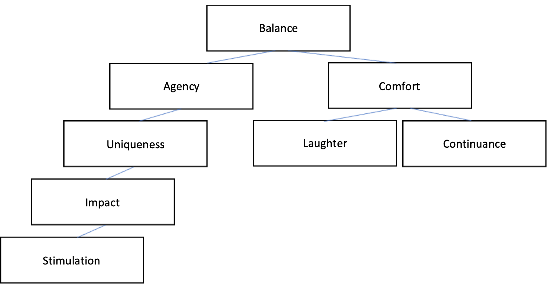 Balance
Agency
Comfort
Uniqueness
Laughter
Continuance
Impact
Stimulation